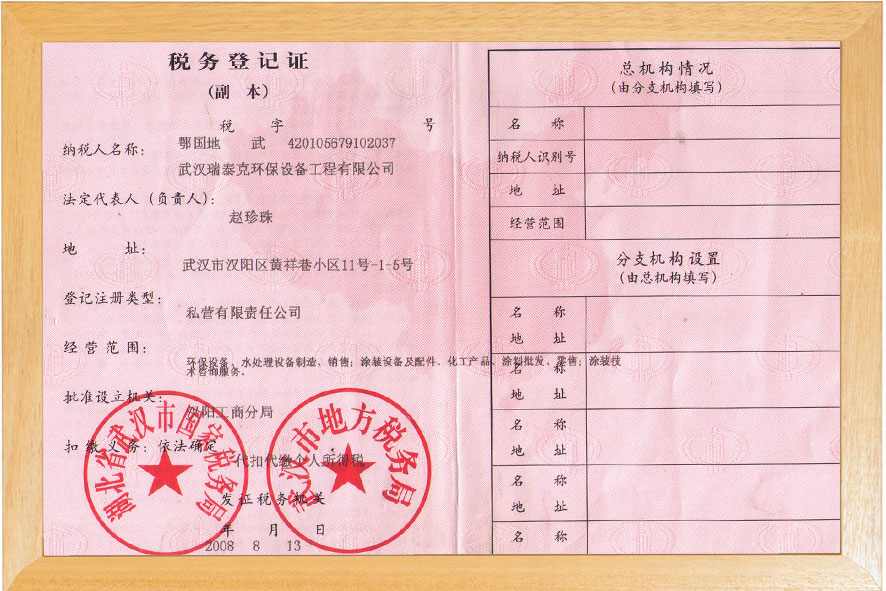 税务登记证
(副 本)
税 字 号
鄂国地 武 420105679102037
纳税人名称:
武汉瑞泰克环保设备工程有限公司
法定代表人（负责人）:
赵珍珠
地 址:
武汉市汉阳区黄祥巷小区11号-1-5号
登记注册类型:
私营有限责任公司
经营范围:
环保设备、水处理设备制造、销售; 涂装设备及配件、化工产品、涂料批发、零售; 涂装技
术咨询服务。
批准设立机关:
汉阳工商分局
扣缴义务: 依法确定
代扣代缴个人所得税
发证税务机关
年 月 日
2008 8 13
湖北省武汉市国家税务局
武汉市地方税务局
总机构情况
(由分支机构填写)
名 称
纳税人识别号
地 址
经营范围
分支机构设置
(由总机构填写)
名 称
地 址
名 称
地 址
名 称
地 址
名 称
地 址
名 称